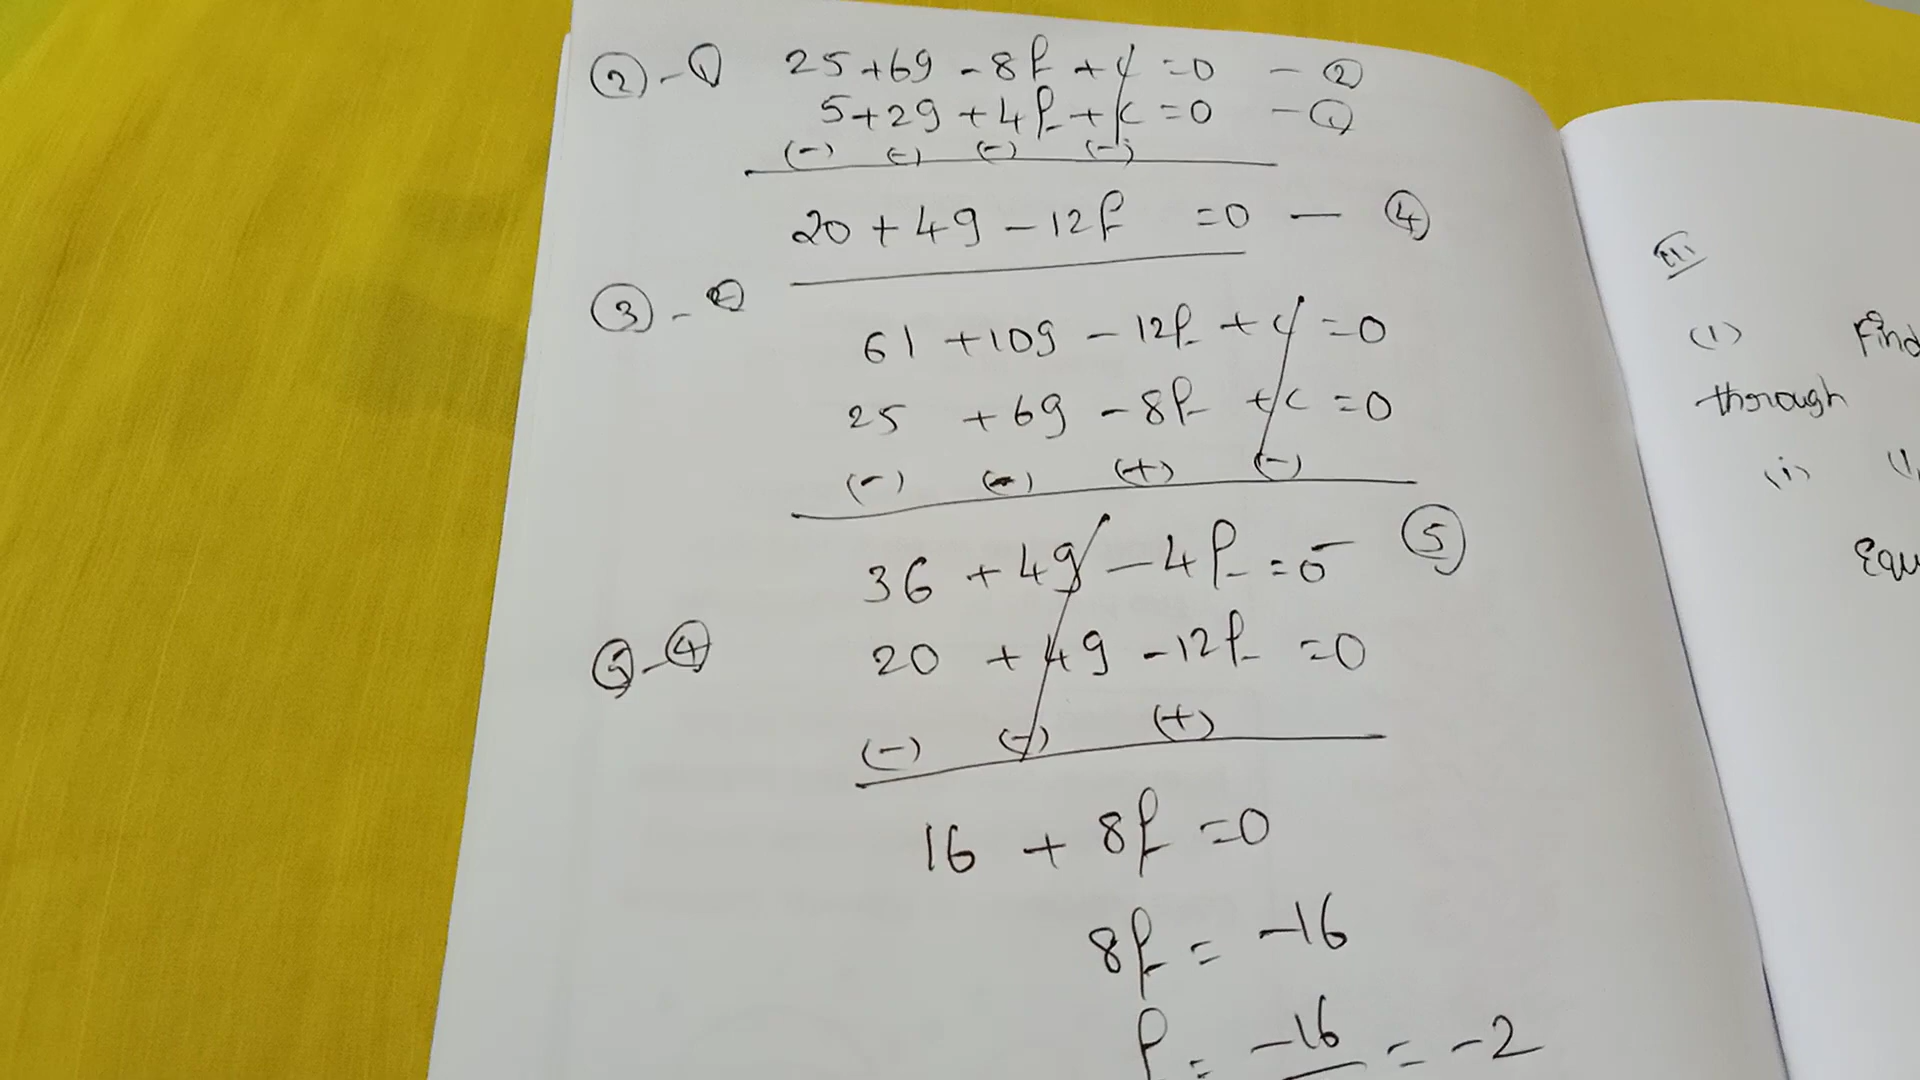 ② - ① 25 + 6g - 8f + c = 0 - ②
5 + 2g + 4f + c = 0 - ①
(-) (-) (-) (-)
20 + 4g - 12f = 0 - ④
③ - ②
61 + 10g - 12f + c = 0
25 + 6g - 8f + c = 0
(-) (-) (+) (-)
36 + 4g - 4f = 0 ⑤
⑤ - ④ 20 + 4g - 12f = 0
(-) (-) (+)
16 + 8f = 0
8f = -16
f = -16 = -2
III
(1) Find
through
(i)
Equ